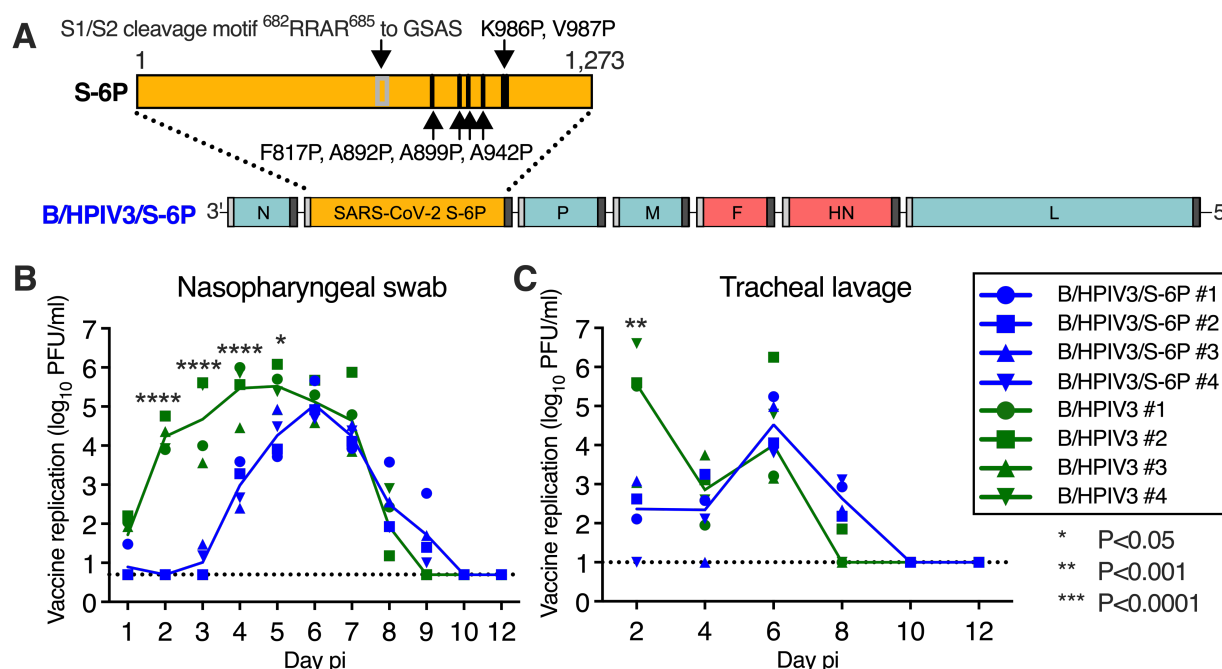 A
S1/S2 cleavage motif 682RRAR685 to GSAS K986P, V987P
1 1,273
S-6P
F817P, A892P, A899P, A942P
B/HPIV3/S-6P 3' N SARS-CoV-2 S-6P P M F HN L 5
B Nasopharyngeal swab
Vaccine replication (log10 PFU/ml)
7
6
5
4
3
2
1
0
**** **** **** *
1 2 3 4 5 6 7 8 9 10 12
Day pi
C Tracheal lavage
Vaccine replication (log10 PFU/ml)
7
6
5
4
3
2
1
0
**
2 4 6 8 10 12
Day pi
B/HPIV3/S-6P #1
B/HPIV3/S-6P #2
B/HPIV3/S-6P #3
B/HPIV3/S-6P #4
B/HPIV3 #1
B/HPIV3 #2
B/HPIV3 #3
B/HPIV3 #4
* P<0.05
** P<0.001
*** P<0.0001